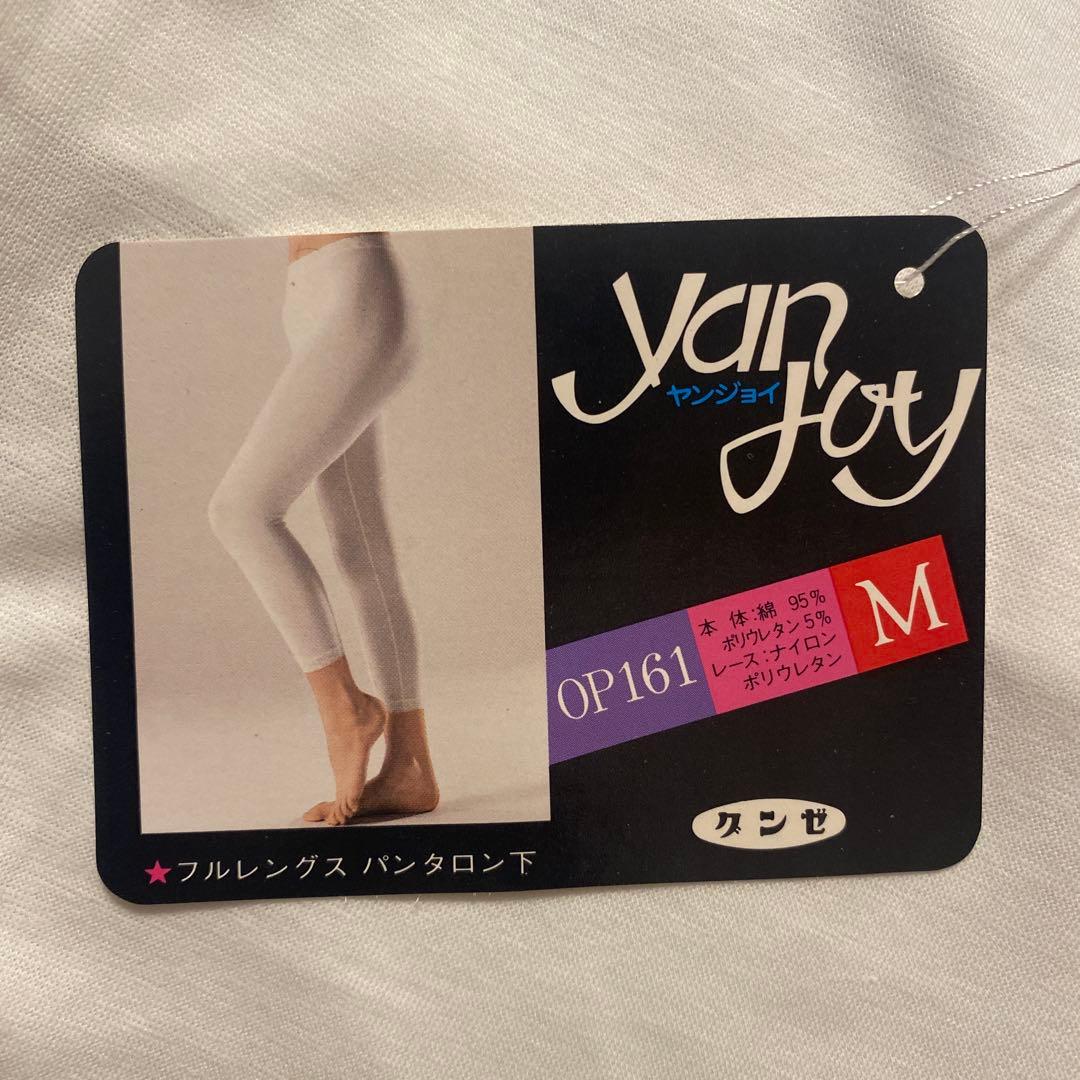 yan
ヤンジョイ
Joy
OP161
本 体:綿 95%
ポリウレタン 5%
レース:ナイロン
ポリウレタン
M
グンゼ
★フルレングス パンタロン下